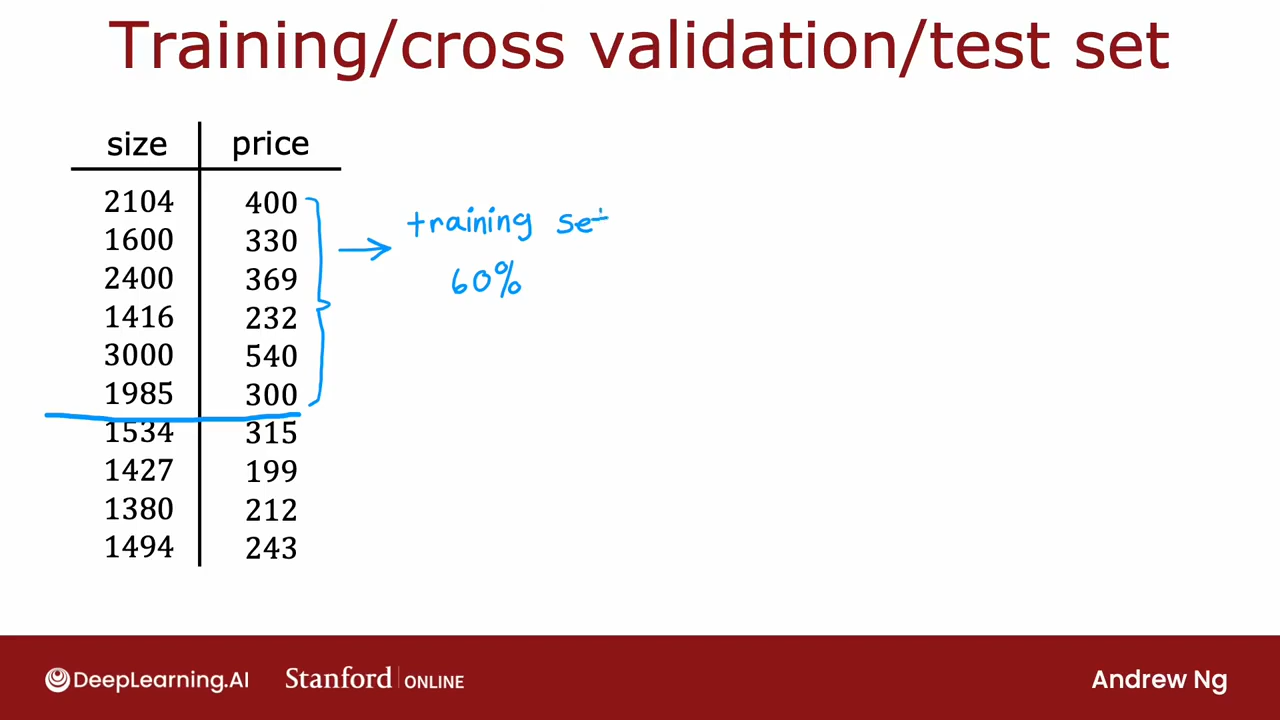 Training/cross validation/test set
size price
2104 400
1600 330
2400 369
1416 232
3000 540
1985 300
1534 315
1427 199
1380 212
1494 243
training set
60%
DeepLearning.AI Stanford ONLINE Andrew Ng